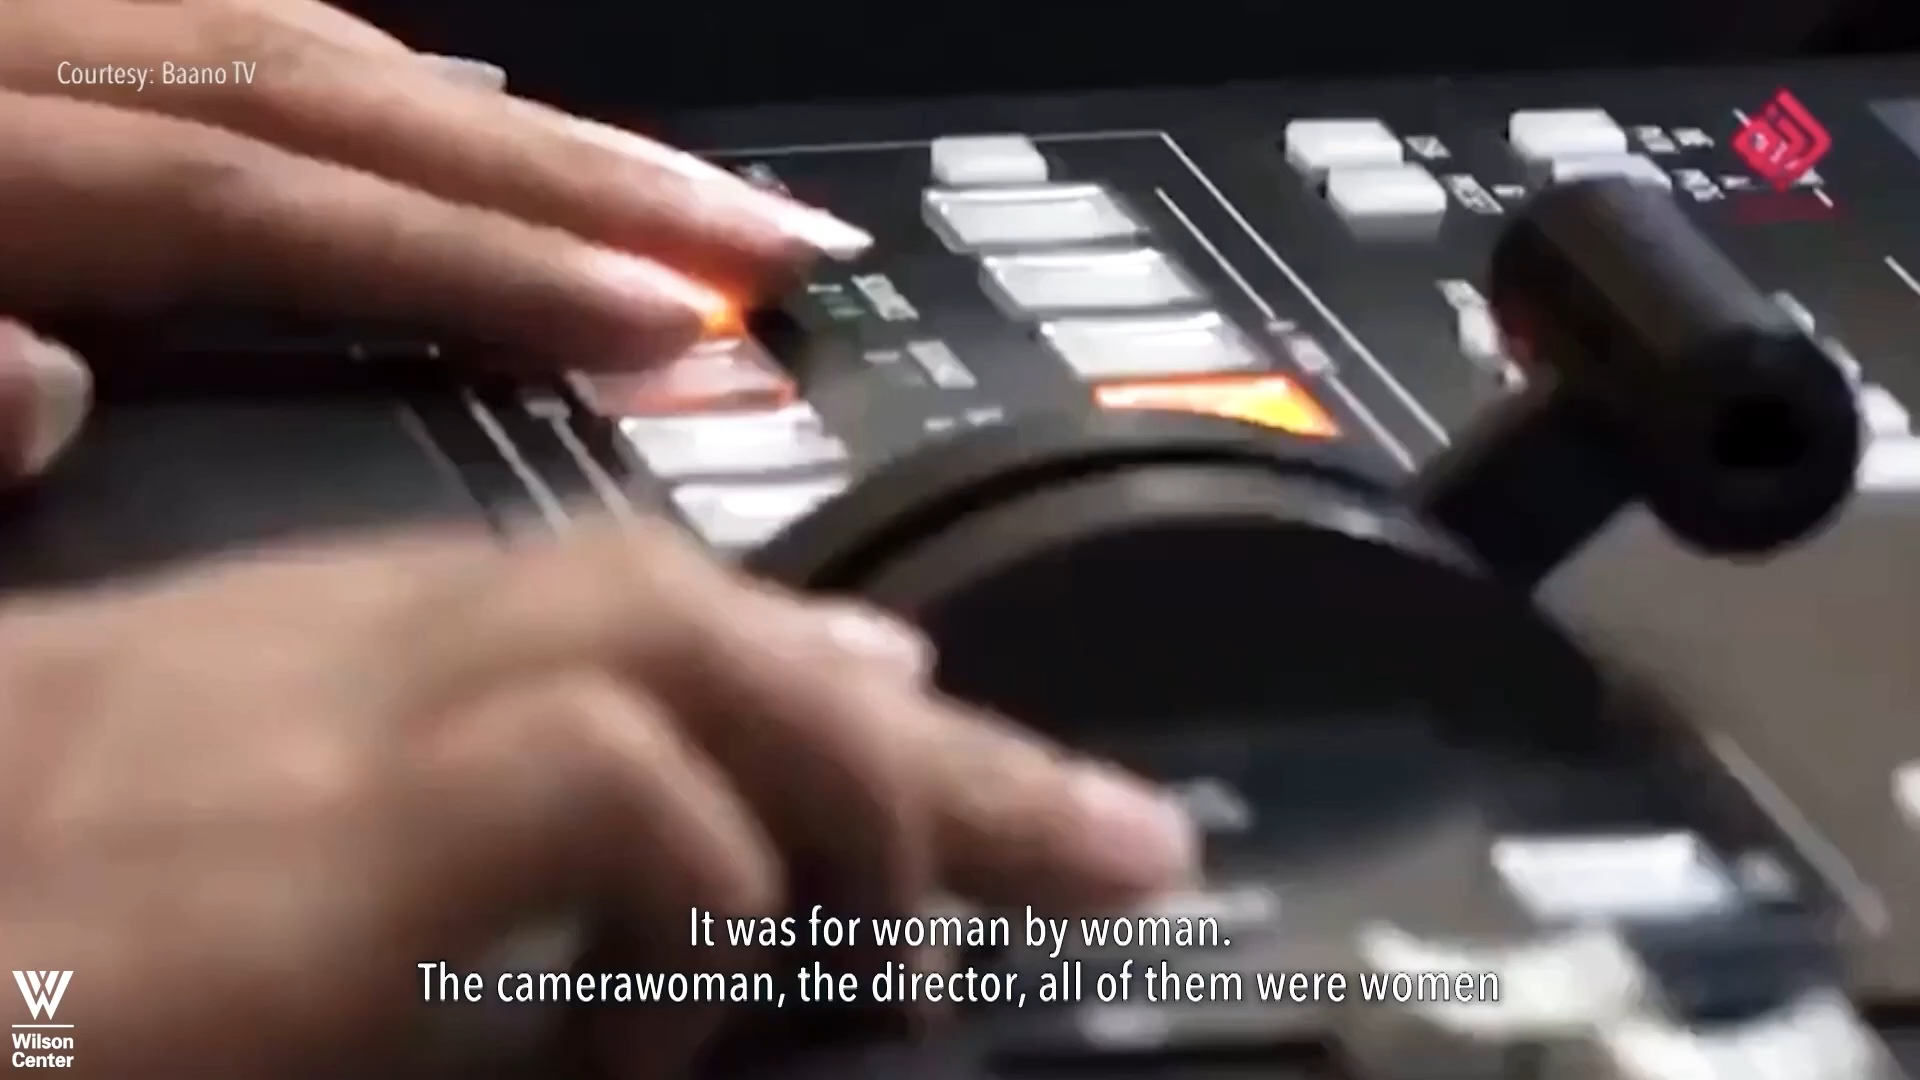 Courtesy: Baano TV
It was for woman by woman.
The camerawoman, the director, all of them were women
Wilson
Center